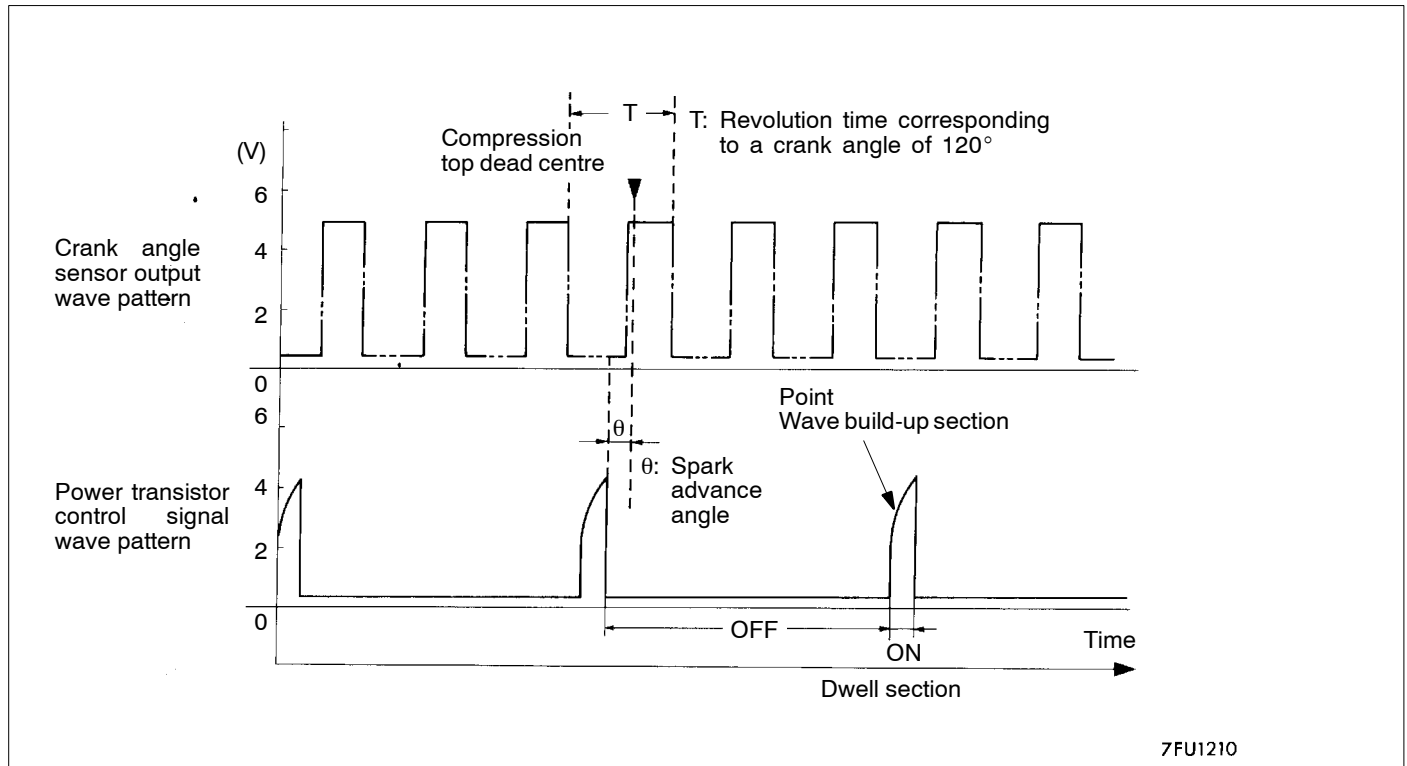 T
T: Revolution time corresponding
to a crank angle of 120°
Compression
top dead centre
(V)
6
4
2
0
Crank angle
sensor output
wave pattern
Point
Wave build-up section
θ
θ: Spark
advance
angle
6
4
2
0
Power transistor
control signal
wave pattern
OFF
ON
Time
Dwell section
7FU1210